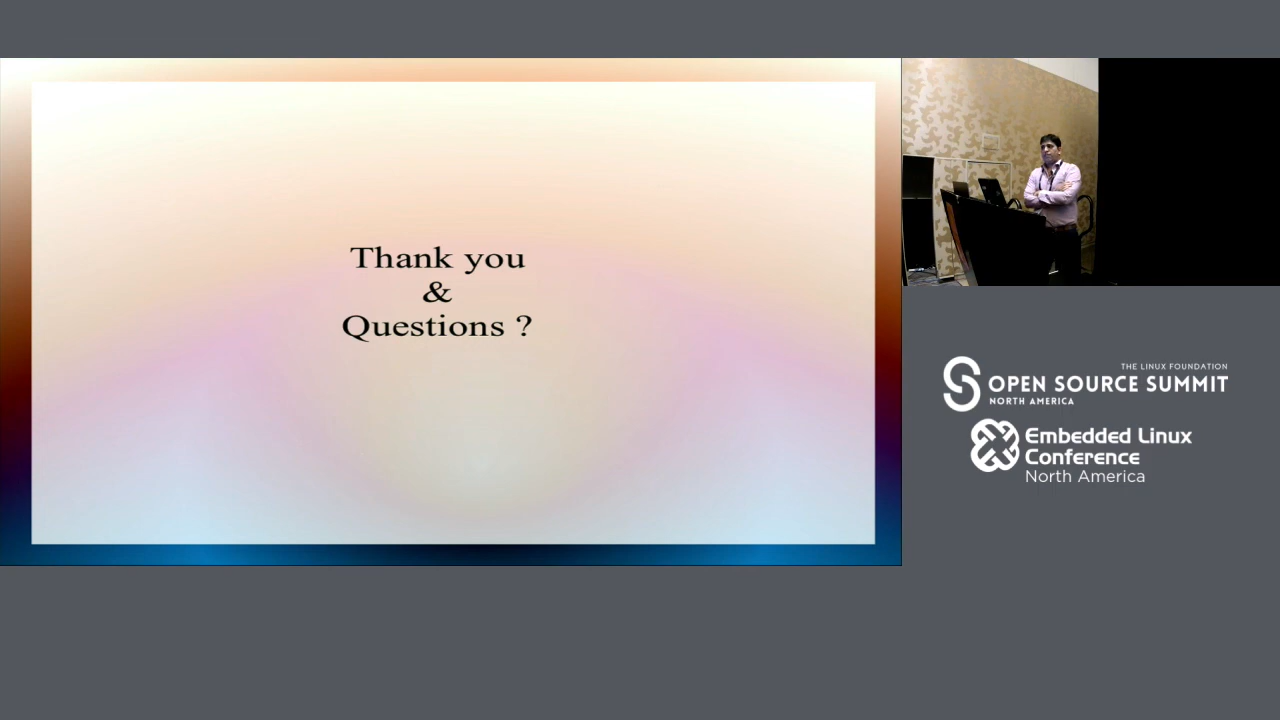 Thank you
&
Questions ?
THE LINUX FOUNDATION
OPEN SOURCE SUMMIT
NORTH AMERICA
Embedded Linux
Conference
North America